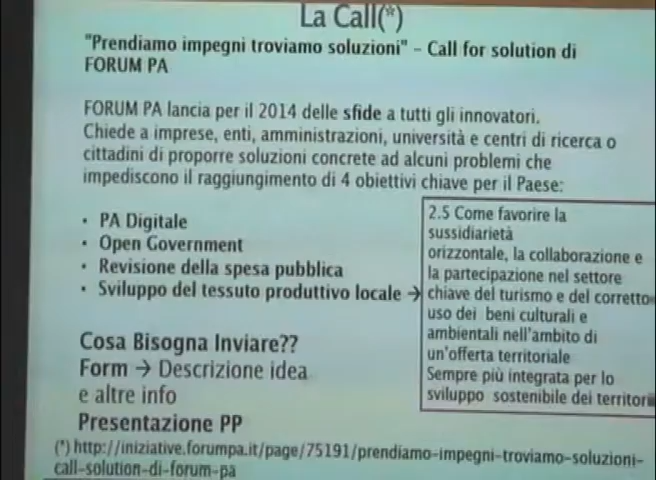 La Call(*)
"Prendiamo impegni troviamo soluzioni" – Call for solution di
FORUM PA
FORUM PA lancia per il 2014 delle sfide a tutti gli innovatori.
Chiede a imprese, enti, amministrazioni, università e centri di ricerca o
cittadini di proporre soluzioni concrete ad alcuni problemi che
impediscono il raggiungimento di 4 obiettivi chiave per il Paese:
• PA Digitale
• Open Government
• Revisione della spesa pubblica
• Sviluppo del tessuto produttivo locale →
2.5 Come favorire la
sussidiarietà
orizzontale, la collaborazione e
la partecipazione nel settore
chiave del turismo e del corretto
uso dei beni culturali e
ambientali nell'ambito di
un'offerta territoriale
Sempre più integrata per lo
sviluppo sostenibile dei territori
Cosa Bisogna Inviare??
Form → Descrizione idea
e altre info
Presentazione PP
(*) http://iniziative.forumpa.it/page/75191/prendiamo-impegni-troviamo-soluzioni-
call-solution-di-forum-pa